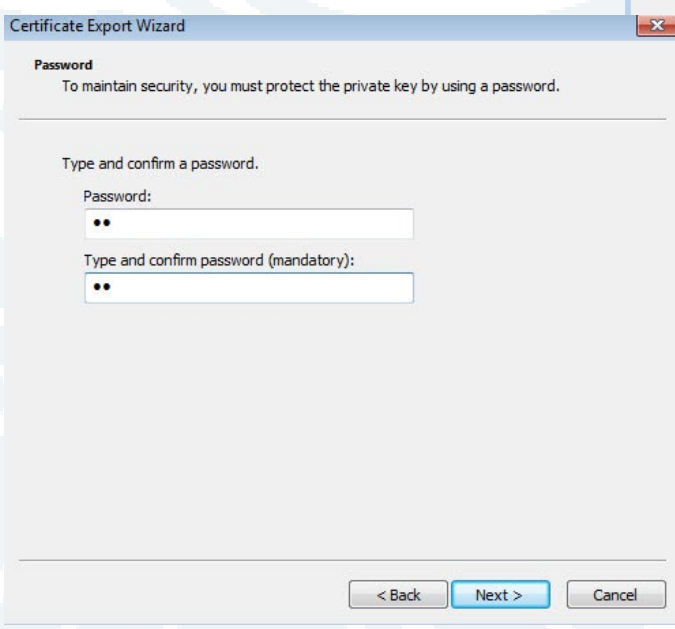 Certificate Export Wizard
Password
To maintain security, you must protect the private key by using a password.
Type and confirm a password.
Password:
••
Type and confirm password (mandatory):
••
< Back Next > Cancel